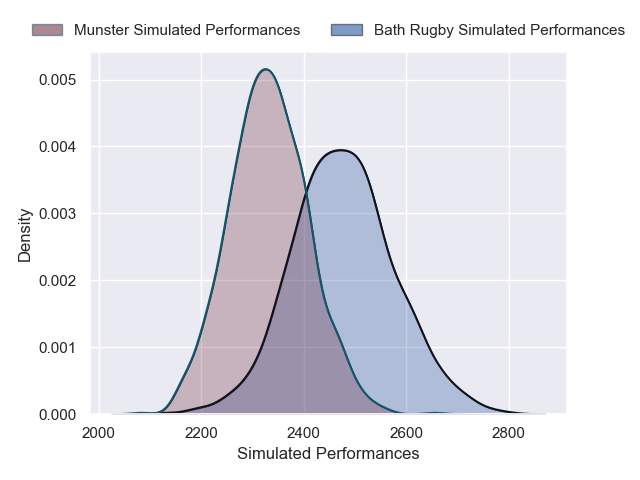 Munster Simulated Performances Bath Rugby Simulated Performances
0.005
0.004
0.003
0.002
0.001
0.000
Density
2000 2200 2400 2600 2800
Simulated Performances